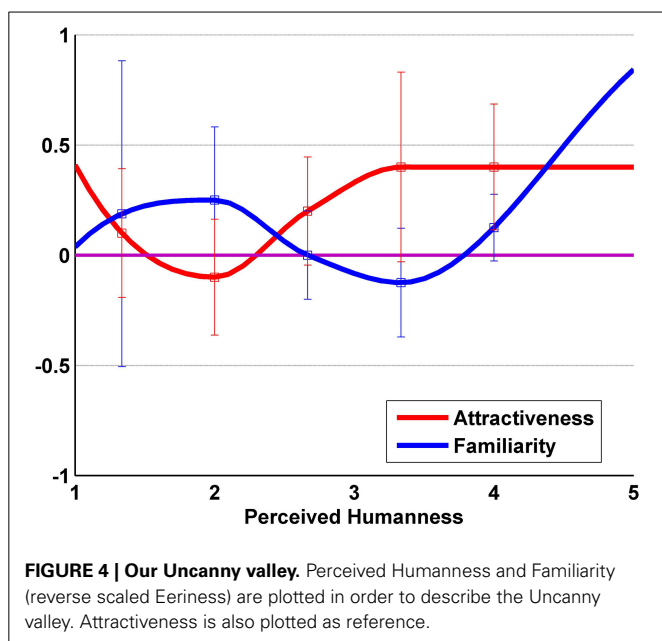 1
0.5
0
-0.5
-1
1 2 3 4 5
Perceived Humanness
Attractiveness
Familiarity
FIGURE 4 | Our Uncanny valley. Perceived Humanness and Familiarity
(reverse scaled Eeriness) are plotted in order to describe the Uncanny
valley. Attractiveness is also plotted as reference.